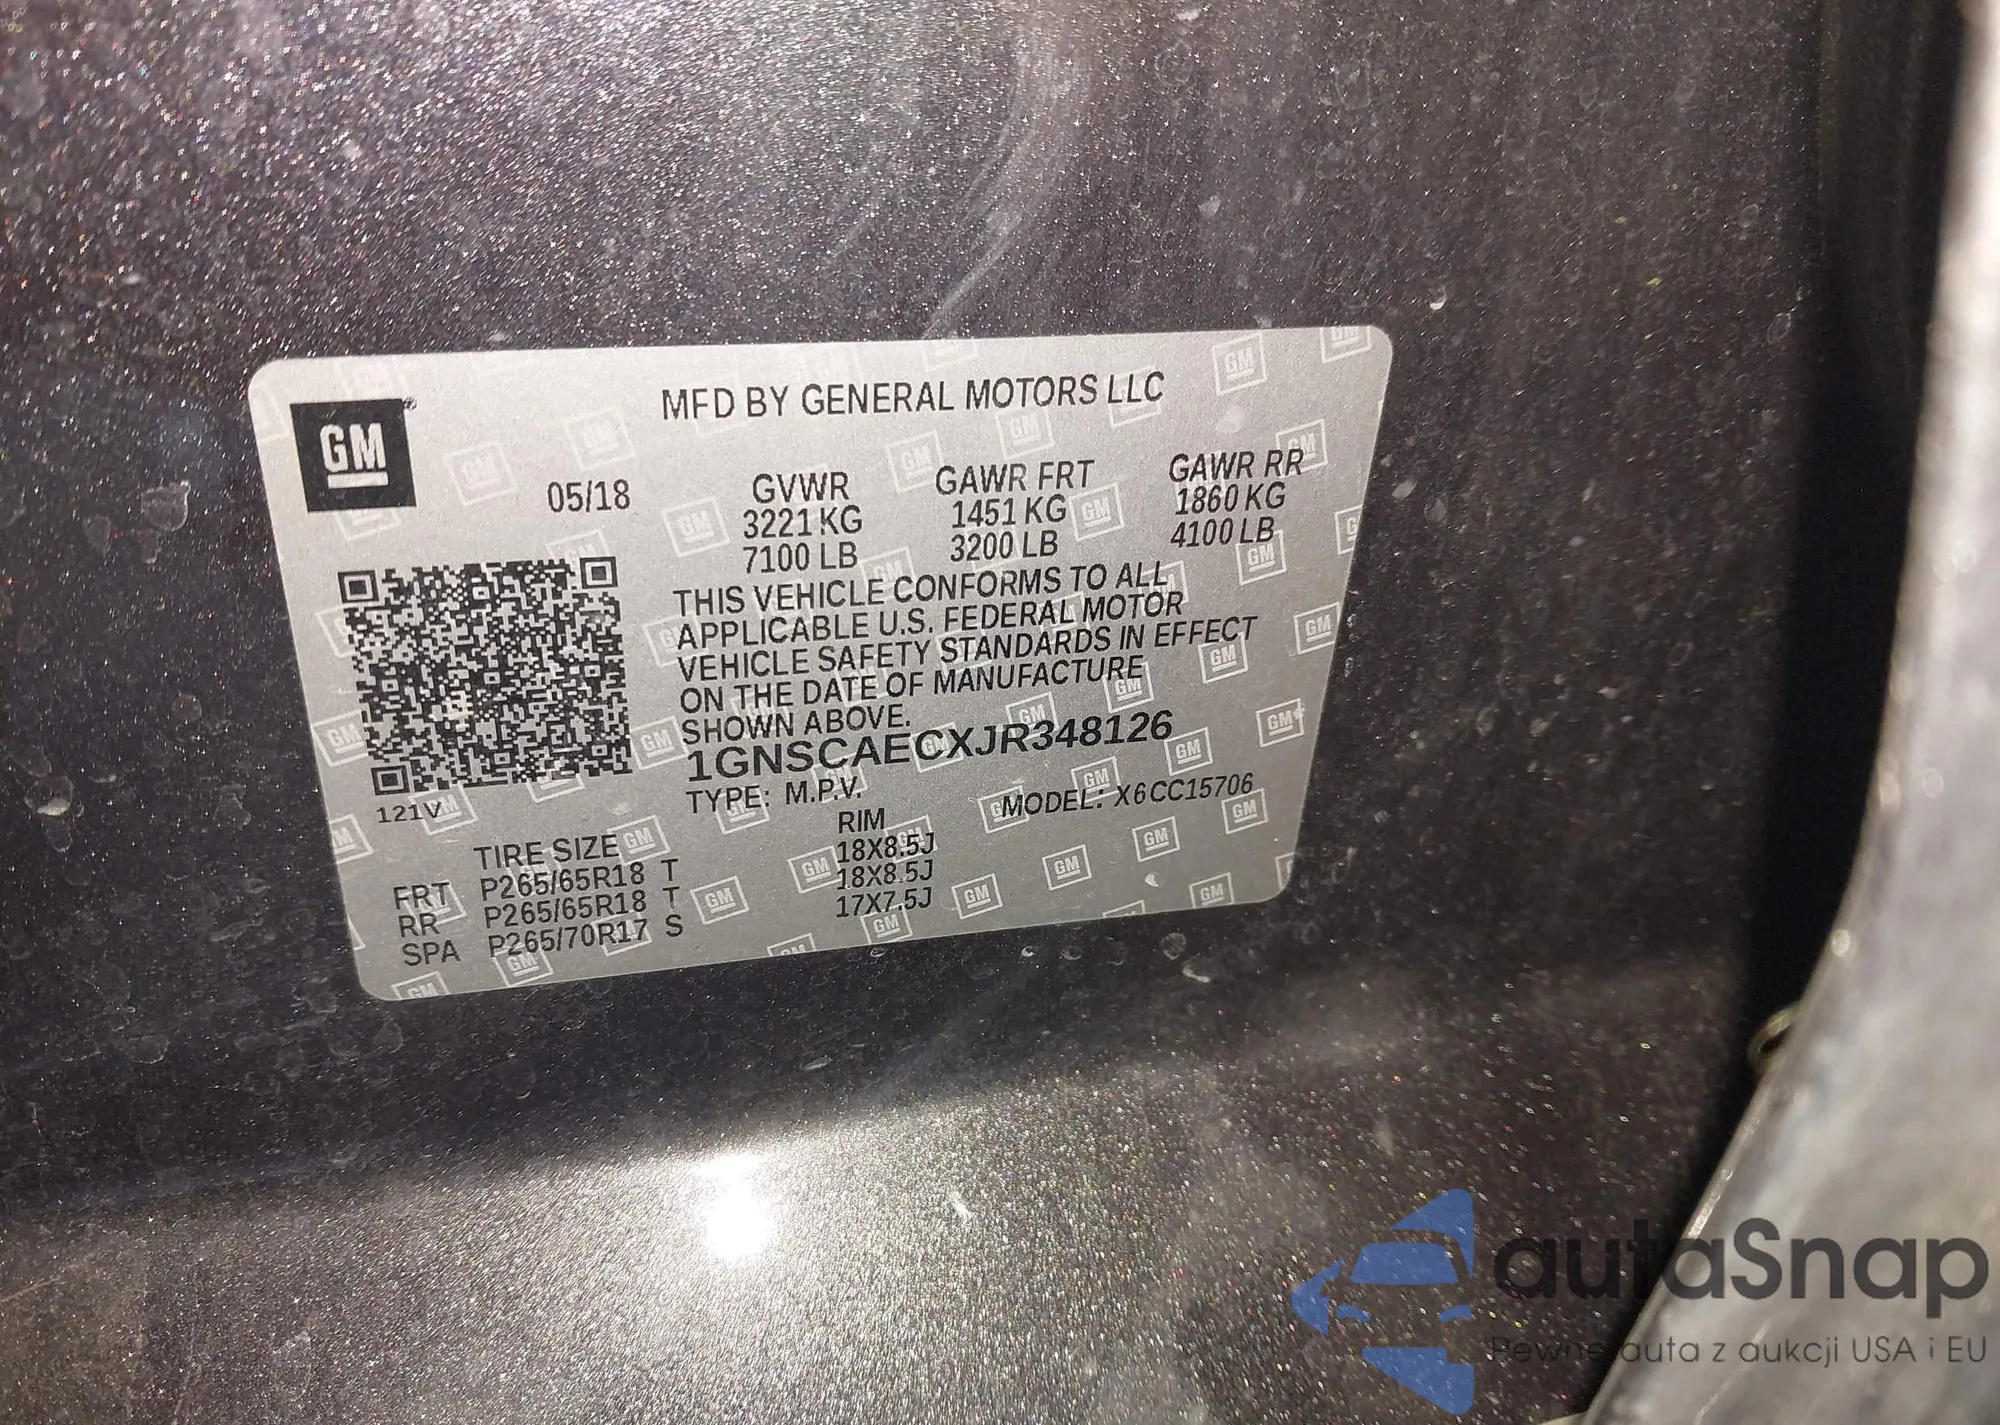 GM
MFD BY GENERAL MOTORS LLC
05/18
GVWR
3221 KG
7100 LB
GAWR FRT
1451 KG
3200 LB
GAWR RR
1860 KG
4100 LB
THIS VEHICLE CONFORMS TO ALL
APPLICABLE U.S. FEDERAL MOTOR
VEHICLE SAFETY STANDARDS IN EFFECT
ON THE DATE OF MANUFACTURE
SHOWN ABOVE.
1GNSCAECXJR348126
TYPE: M.P.V.
MODEL: X6CC15706
121V
TIRE SIZE RIM
FRT P265/65R18 T 18X8.5J
RR P265/65R18 T 18X8.5J
SPA P265/70R17 S 17X7.5J
autaSnap
Pewne auta z aukcji USA i EU